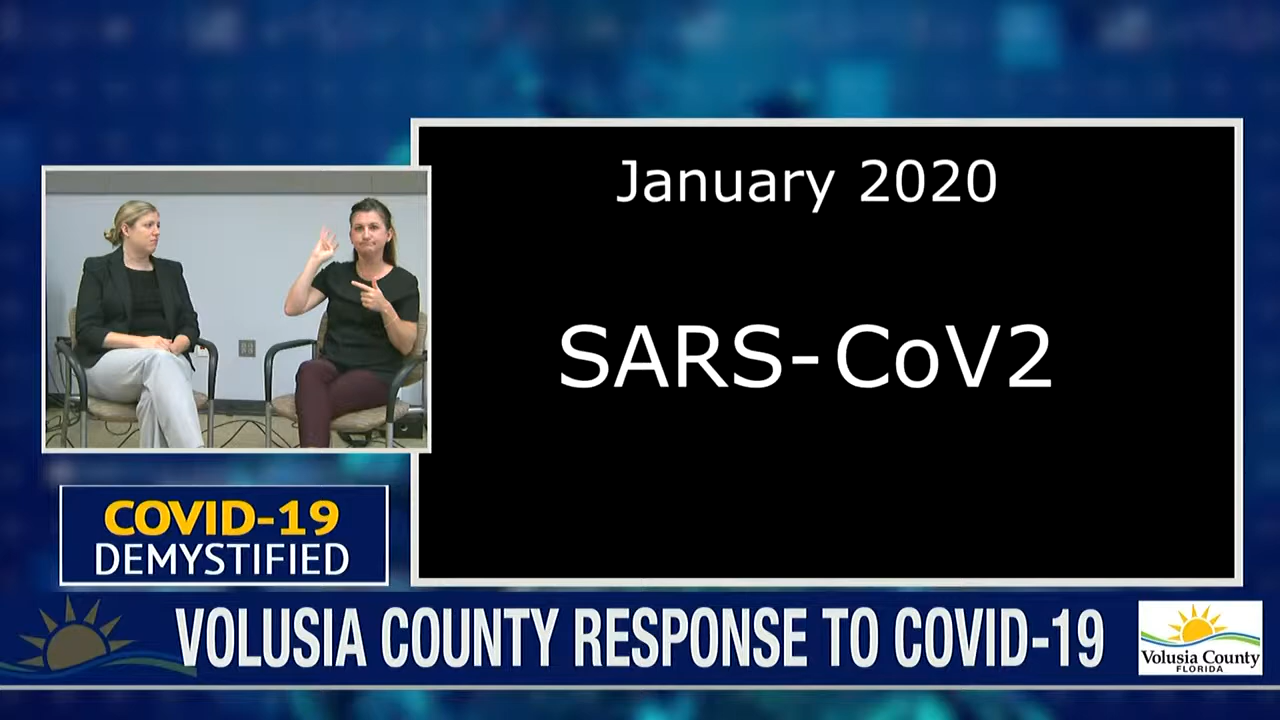 January 2020
SARS-CoV2
COVID-19
DEMYSTIFIED
VOLUSIA COUNTY RESPONSE TO COVID-19
Volusia County
FLORIDA